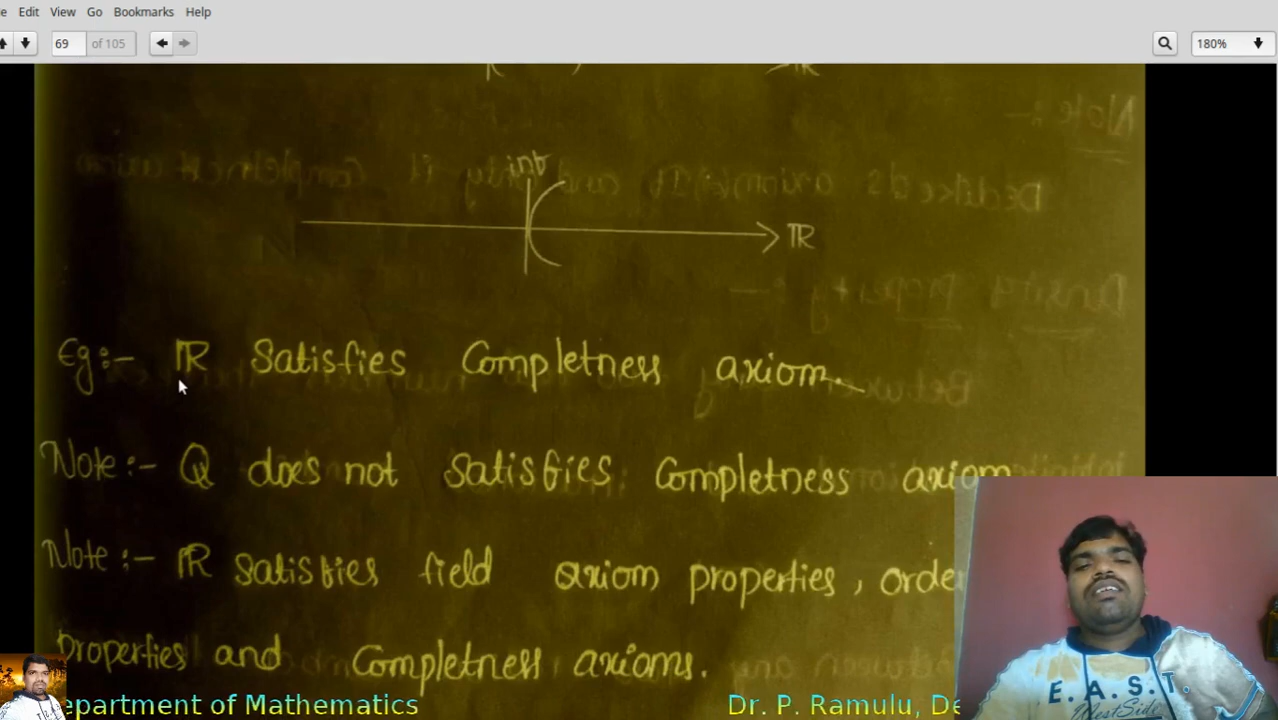 Edit View Go Bookmarks Help
69 of 105 180%
int
IR
Eg:- IR Satisfies Completness axiom.
Note:- Q does not satisfies Completness axiom
Note:- IR satisfies field axiom properties, orde
properties and Completness axioms.
E.A.S.T.
WestSide
epartment of Mathematics Dr. P. Ramulu, De